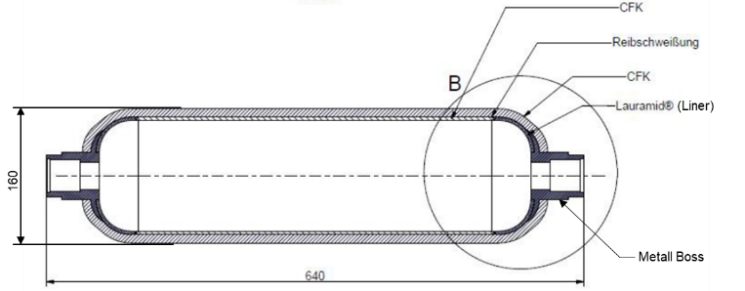 CFK
Reibschweißung
B
CFK
Lauramid® (Liner)
160
Metall Boss
640